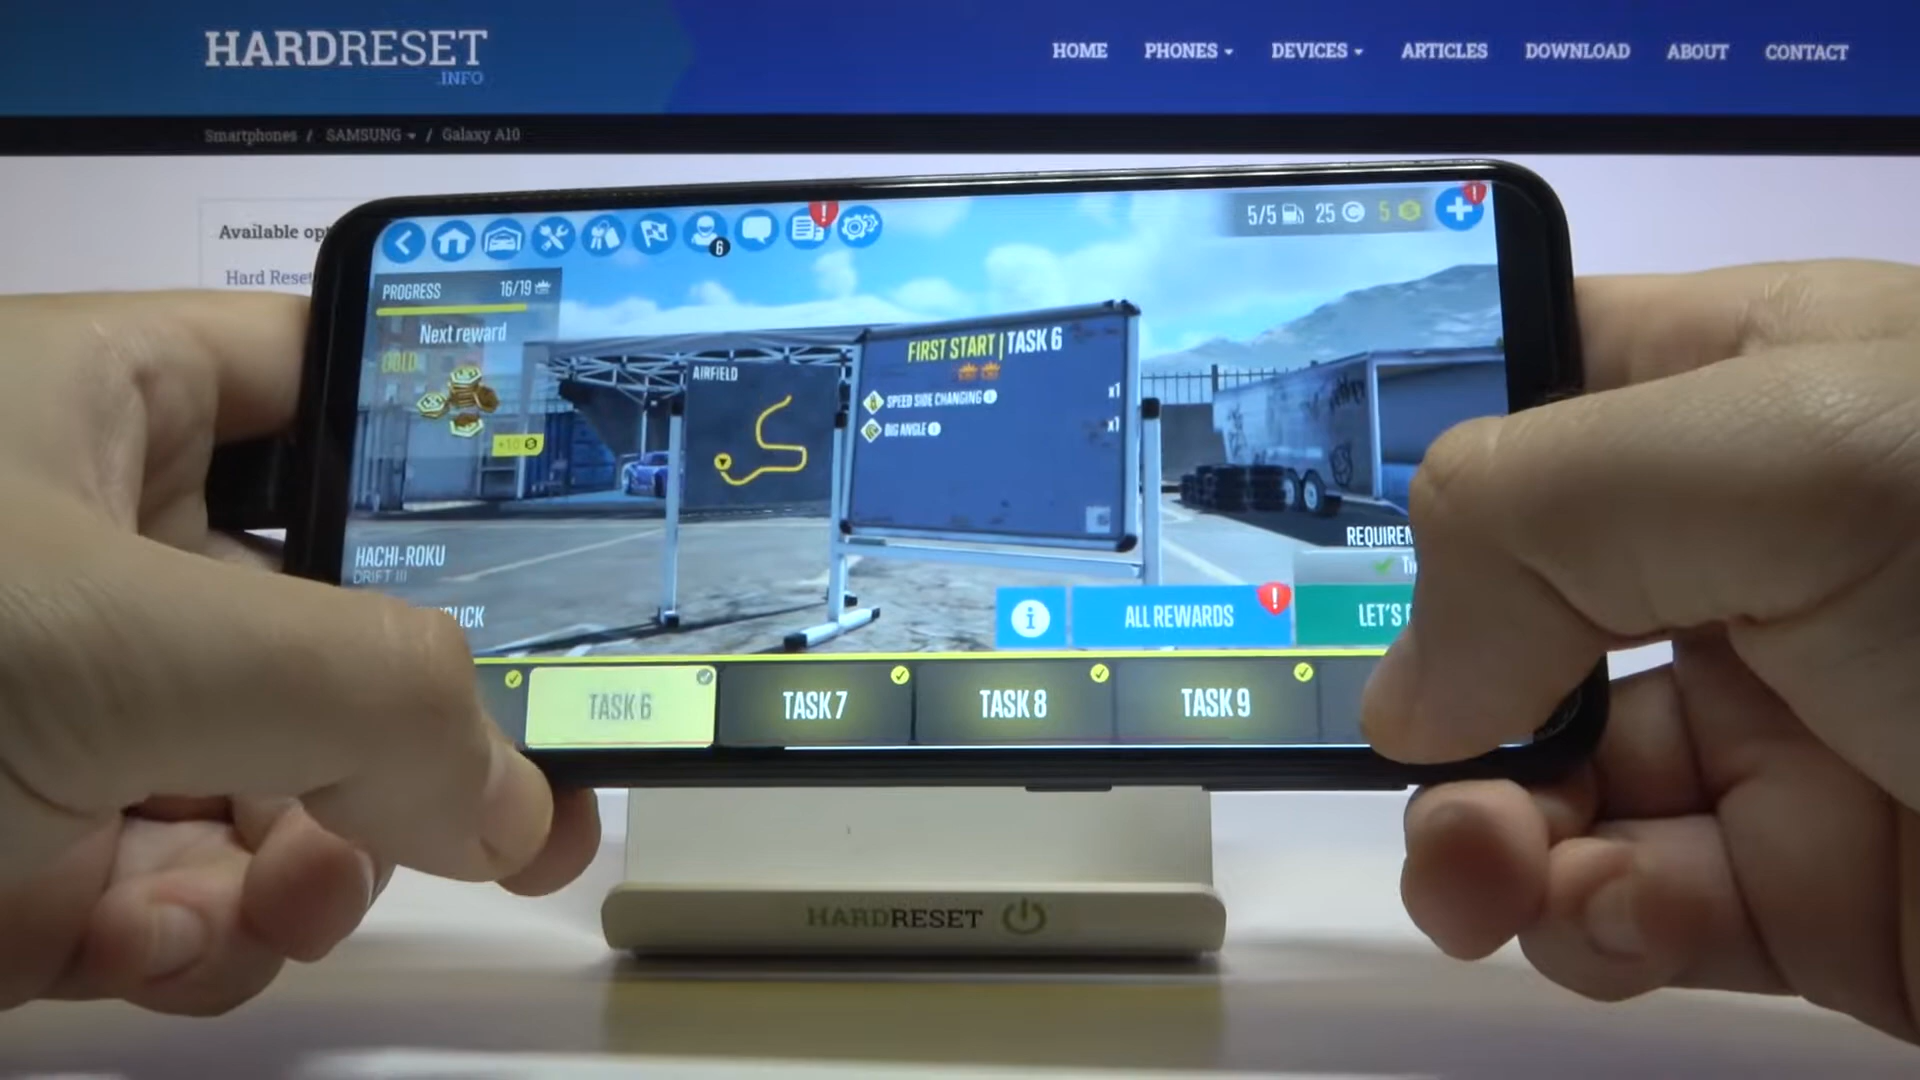 HARDRESET
.INFO
HOME PHONES DEVICES ARTICLES DOWNLOAD ABOUT CONTACT
Smartphones / SAMSUNG / Galaxy A10
Available
Hard Reset
5/5 25 5
6
PROGRESS 16/19
Next reward
GOLD
+10
AIRFIELD
FIRST START | TASK 6
SPEED SIDE CHANGING x1
BIG ANGLE x1
HACHI-ROKU
DRIFT III
REQUIREM
ALL REWARDS
LET'S
TASK 6 TASK 7 TASK 8 TASK 9
HARDRESET